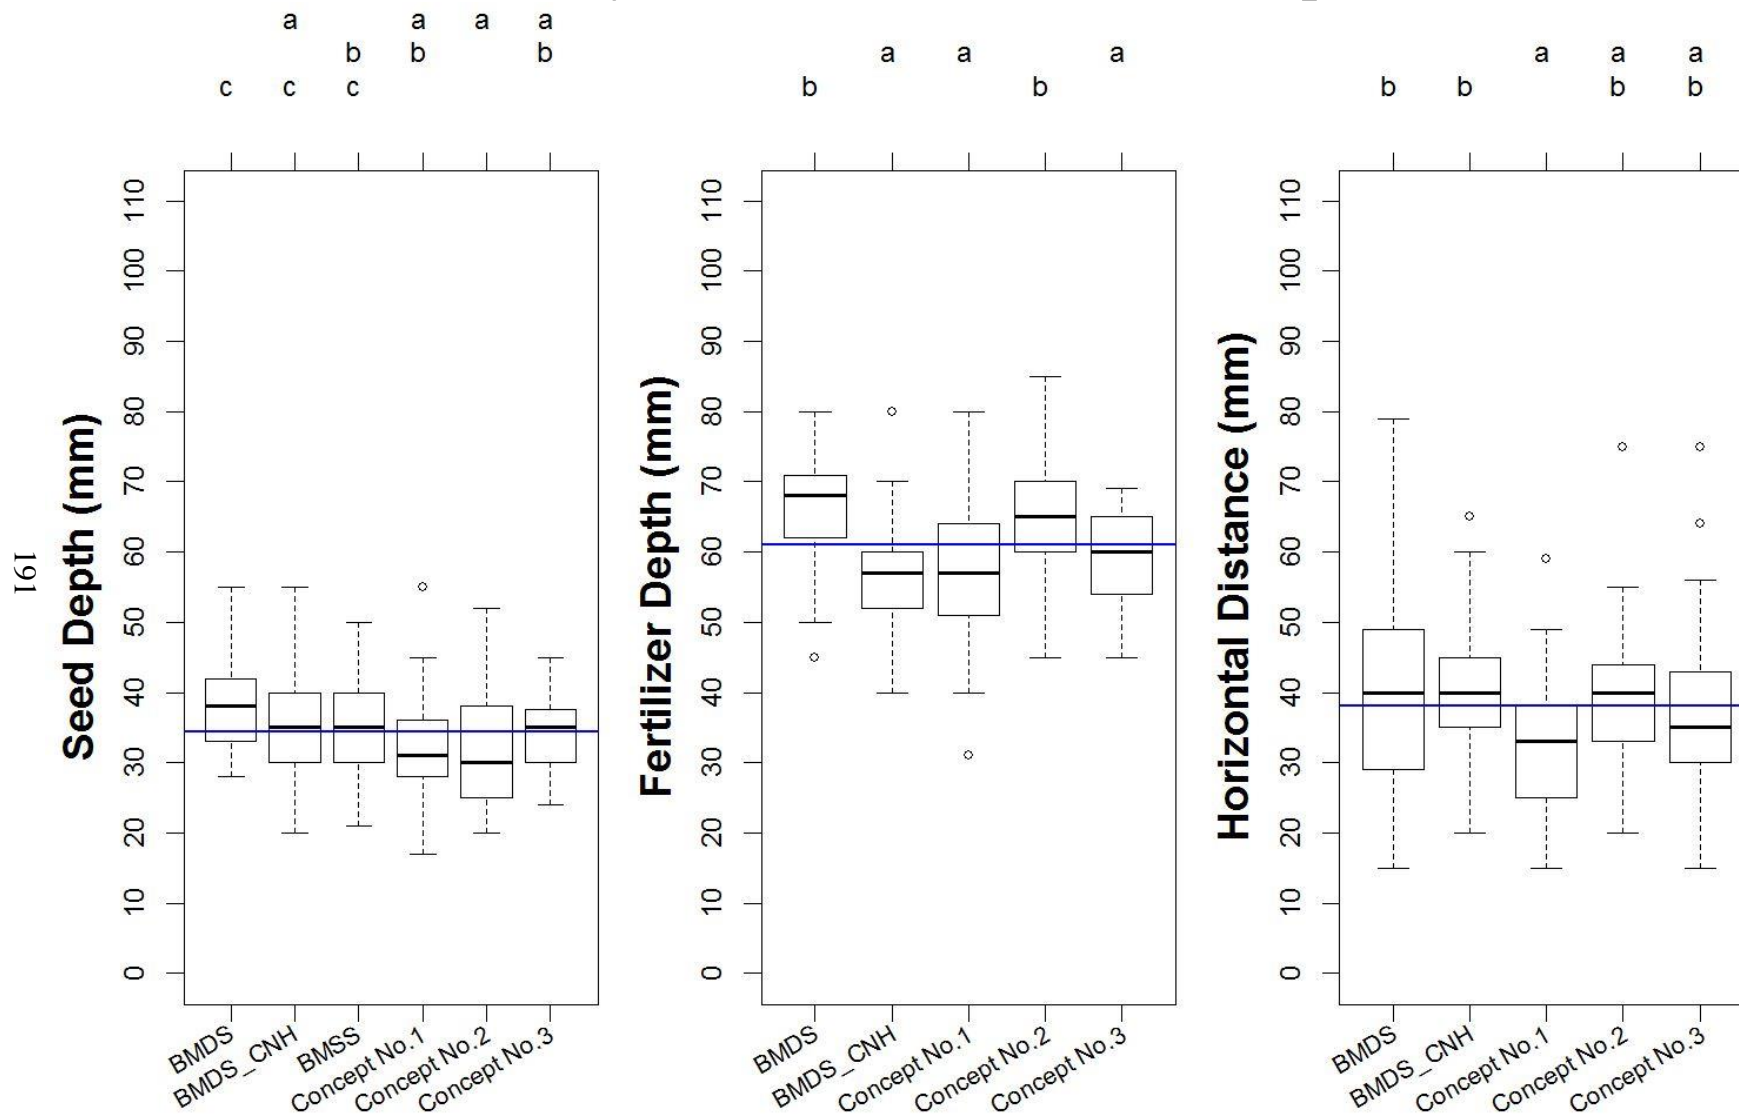 a a a a
b b b
c c c
a a a
b b
a a a
b b b b
191
Seed Depth (mm)
110
100
90
80
70
60
50
40
30
20
10
0
BMDS
BMDS_CNH
BMSS
Concept No.1
Concept No.2
Concept No.3
Fertilizer Depth (mm)
110
100
90
80
70
60
50
40
30
20
10
0
BMDS
BMDS_CNH
Concept No.1
Concept No.2
Concept No.3
Horizontal Distance (mm)
110
100
90
80
70
60
50
40
30
20
10
0
BMDS
BMDS_CNH
Concept No.1
Concept No.2
Concept No.3